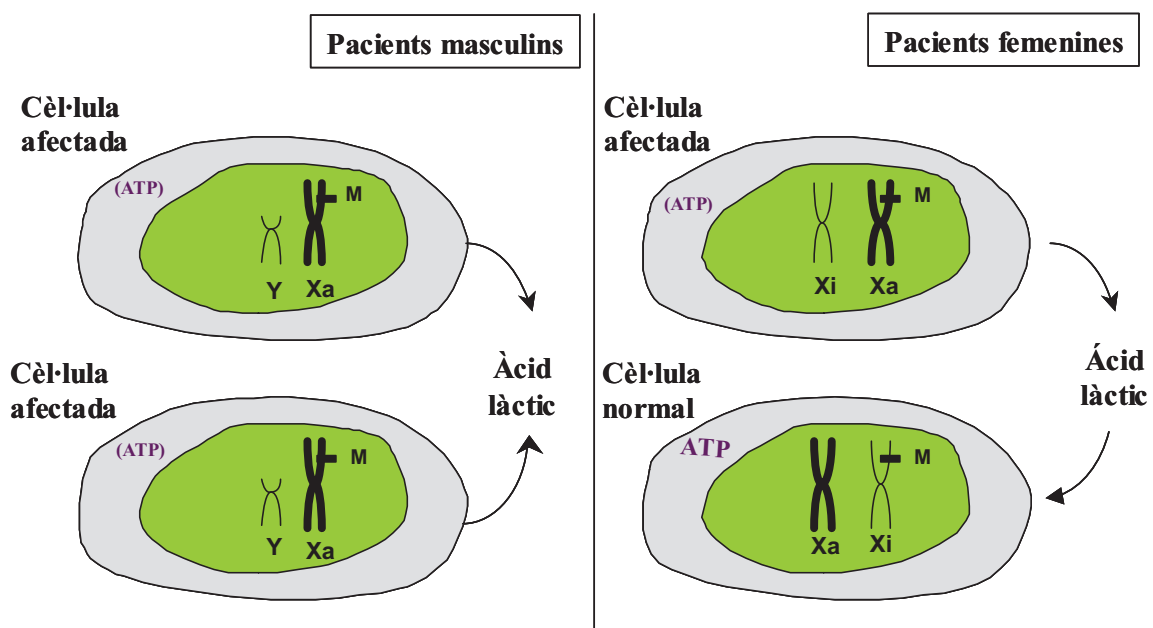 Pacients masculins
Cèl·lula
afectada
(ATP)
M
Y
Xa
Àcid
làctic
Cèl·lula
afectada
(ATP)
M
Y
Xa
Pacients femenines
Cèl·lula
afectada
(ATP)
M
Xi
Xa
Ácid
làctic
Cèl·lula
normal
ATP
M
Xa
Xi